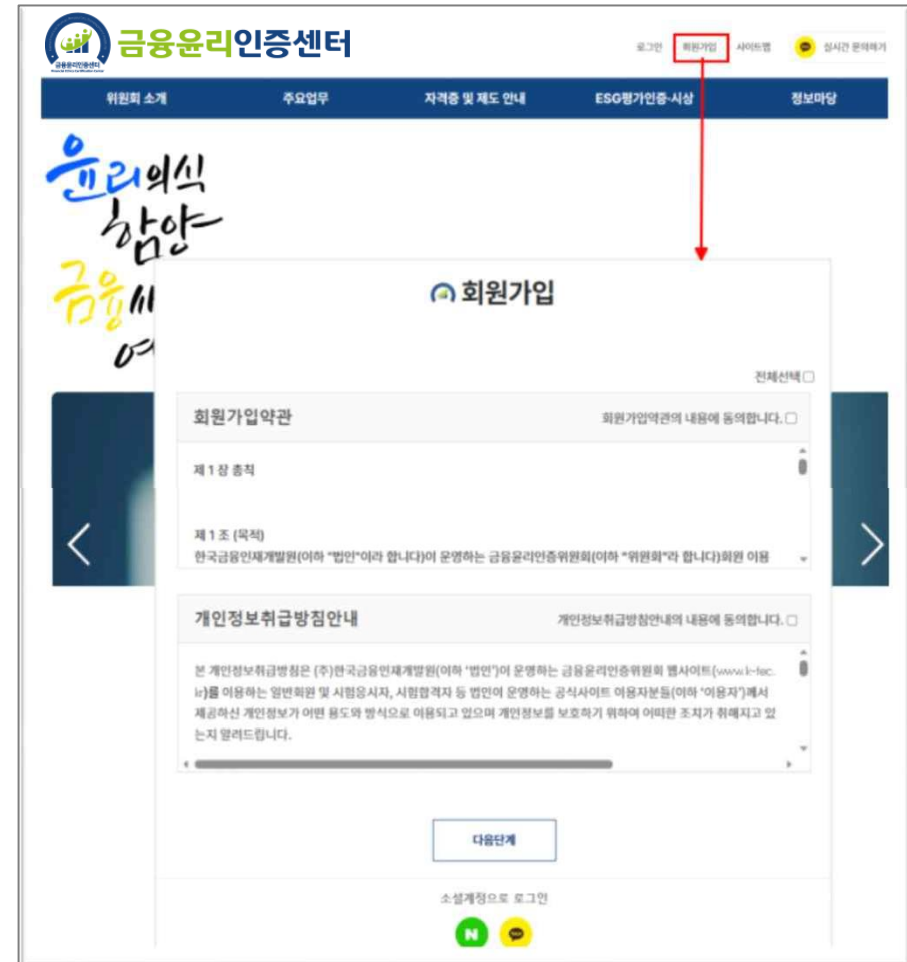 금융윤리인증센터
금융윤리인증센터
로그인 회원가입 사이트맵 실시간 문의하기
위원회 소개 주요업무 자격증 및 제도 안내 ESG평가인증·시상 정보마당
윤리의식
함양
금융
회원가입
전체선택
회원가입약관 회원가입약관의 내용에 동의합니다.
제 1 장 총칙
제 1 조 (목적)
한국금융인재개발원(이하 "법인"이라 합니다)이 운영하는 금융윤리인증위원회(이하 "위원회"라 합니다)회원 이용
개인정보취급방침안내 개인정보취급방침안내의 내용에 동의합니다.
본 개인정보취급방침은 (주)한국금융인재개발원(이하 '법인')이 운영하는 금융윤리인증위원회 웹사이트(www.k-fec.
kr)를 이용하는 일반회원 및 시험응시자, 시험합격자 등 법인이 운영하는 공식사이트 이용자분들(이하 '이용자')께서
제공하신 개인정보가 어떤 용도와 방식으로 이용되고 있으며 개인정보를 보호하기 위하여 어떠한 조치가 취해지고 있
는지 알려드립니다.
다음단계
소셜계정으로 로그인
N